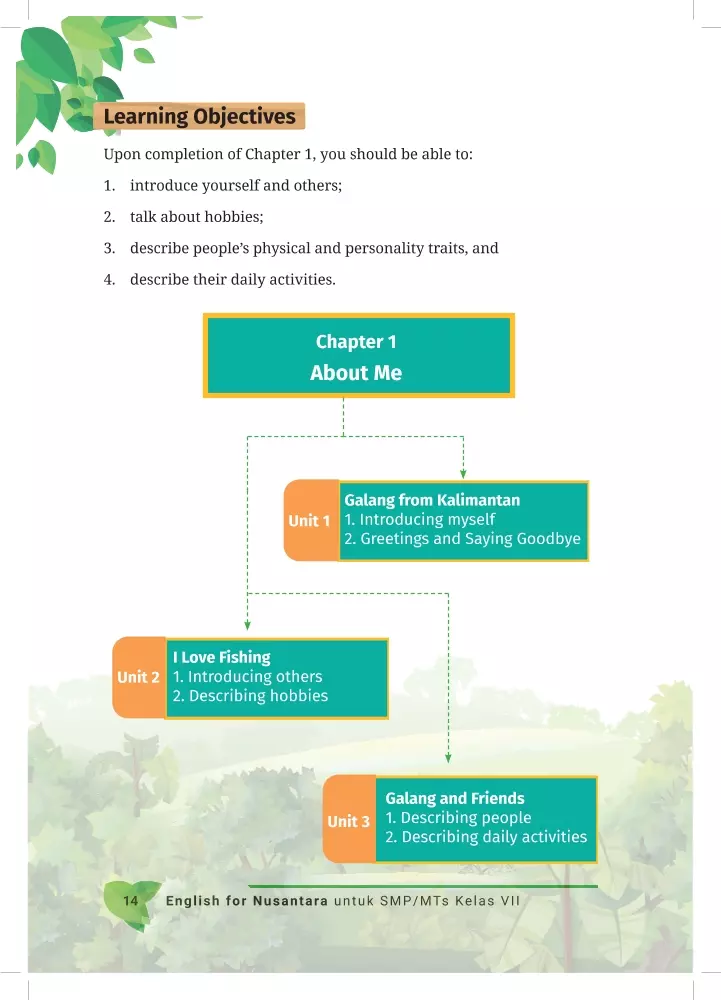 Learning Objectives
Upon completion of Chapter 1, you should be able to:
1. introduce yourself and others;
2. talk about hobbies;
3. describe people’s physical and personality traits, and
4. describe their daily activities.
Chapter 1
About Me
Unit 1
Galang from Kalimantan
1. Introducing myself
2. Greetings and Saying Goodbye
Unit 2
I Love Fishing
1. Introducing others
2. Describing hobbies
Unit 3
Galang and Friends
1. Describing people
2. Describing daily activities
14 English for Nusantara untuk SMP/MTs Kelas VII